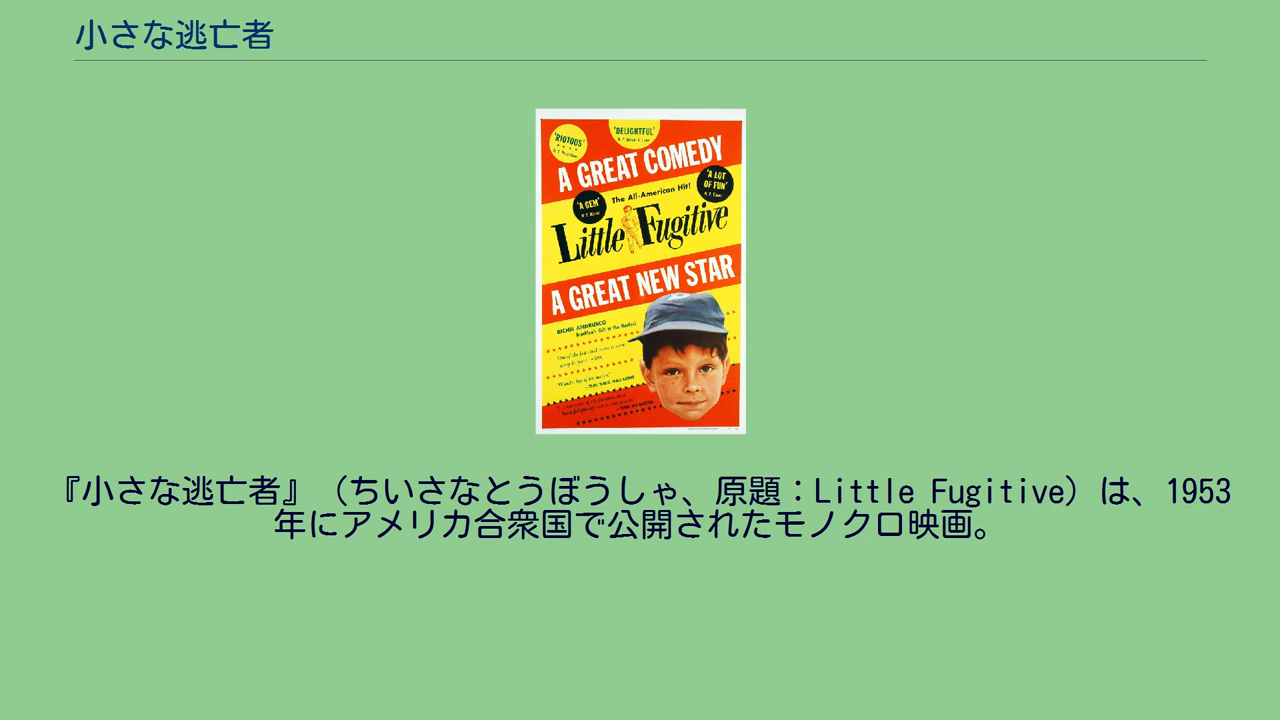 小さな逃亡者
'RIOTOUS'
'DELIGHTFUL'
A GREAT COMEDY
'A GEM'
The All-American Hit!
'A LOT
OF FUN'
Little Fugitive
A GREAT NEW STAR
RICHIE ANDRUSCO
『小さな逃亡者』（ちいさなとうぼうしゃ、原題：Little Fugitive）は、1953
年にアメリカ合衆国で公開されたモノクロ映画。